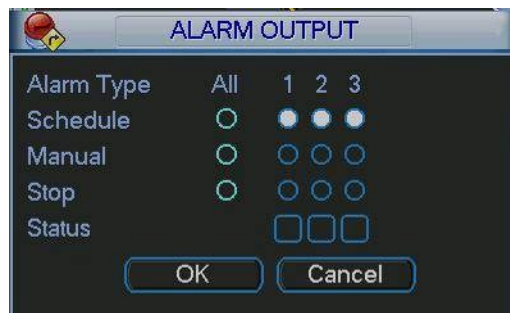 ALARM OUTPUT
Alarm Type All 1 2 3
Schedule
Manual
Stop
Status
OK Cancel